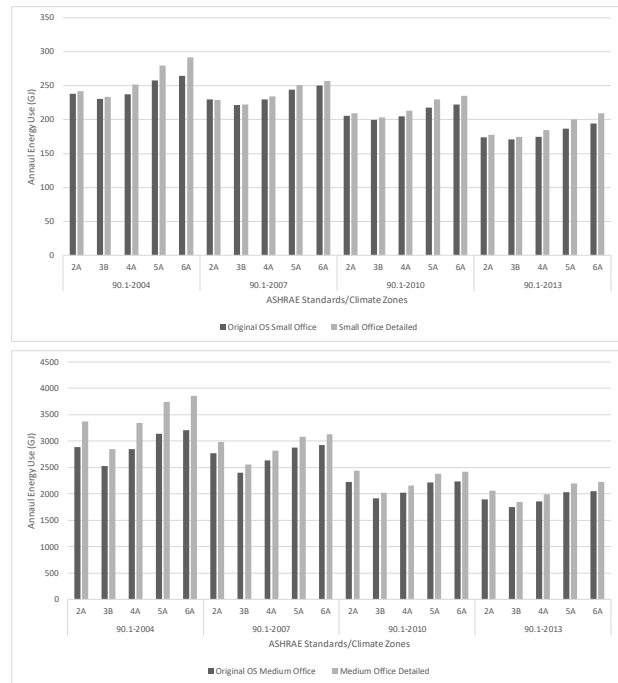 350
300
250
200
150
100
50
0
Annaul Energy Use (GJ)
2A 3B 4A 5A 6A 2A 3B 4A 5A 6A 2A 3B 4A 5A 6A 2A 3B 4A 5A 6A
90.1-2004 90.1-2007 90.1-2010 90.1-2013
ASHRAE Standards/Climate Zones
Original OS Small Office Small Office Detailed
4500
4000
3500
3000
2500
2000
1500
1000
500
0
Annaul Energy Use (GJ)
2A 3B 4A 5A 6A 2A 3B 4A 5A 6A 2A 3B 4A 5A 6A 2A 3B 4A 5A 6A
90.1-2004 90.1-2007 90.1-2010 90.1-2013
ASHRAE Standards/Climate Zones
Original OS Medium Office Medium Office Detailed